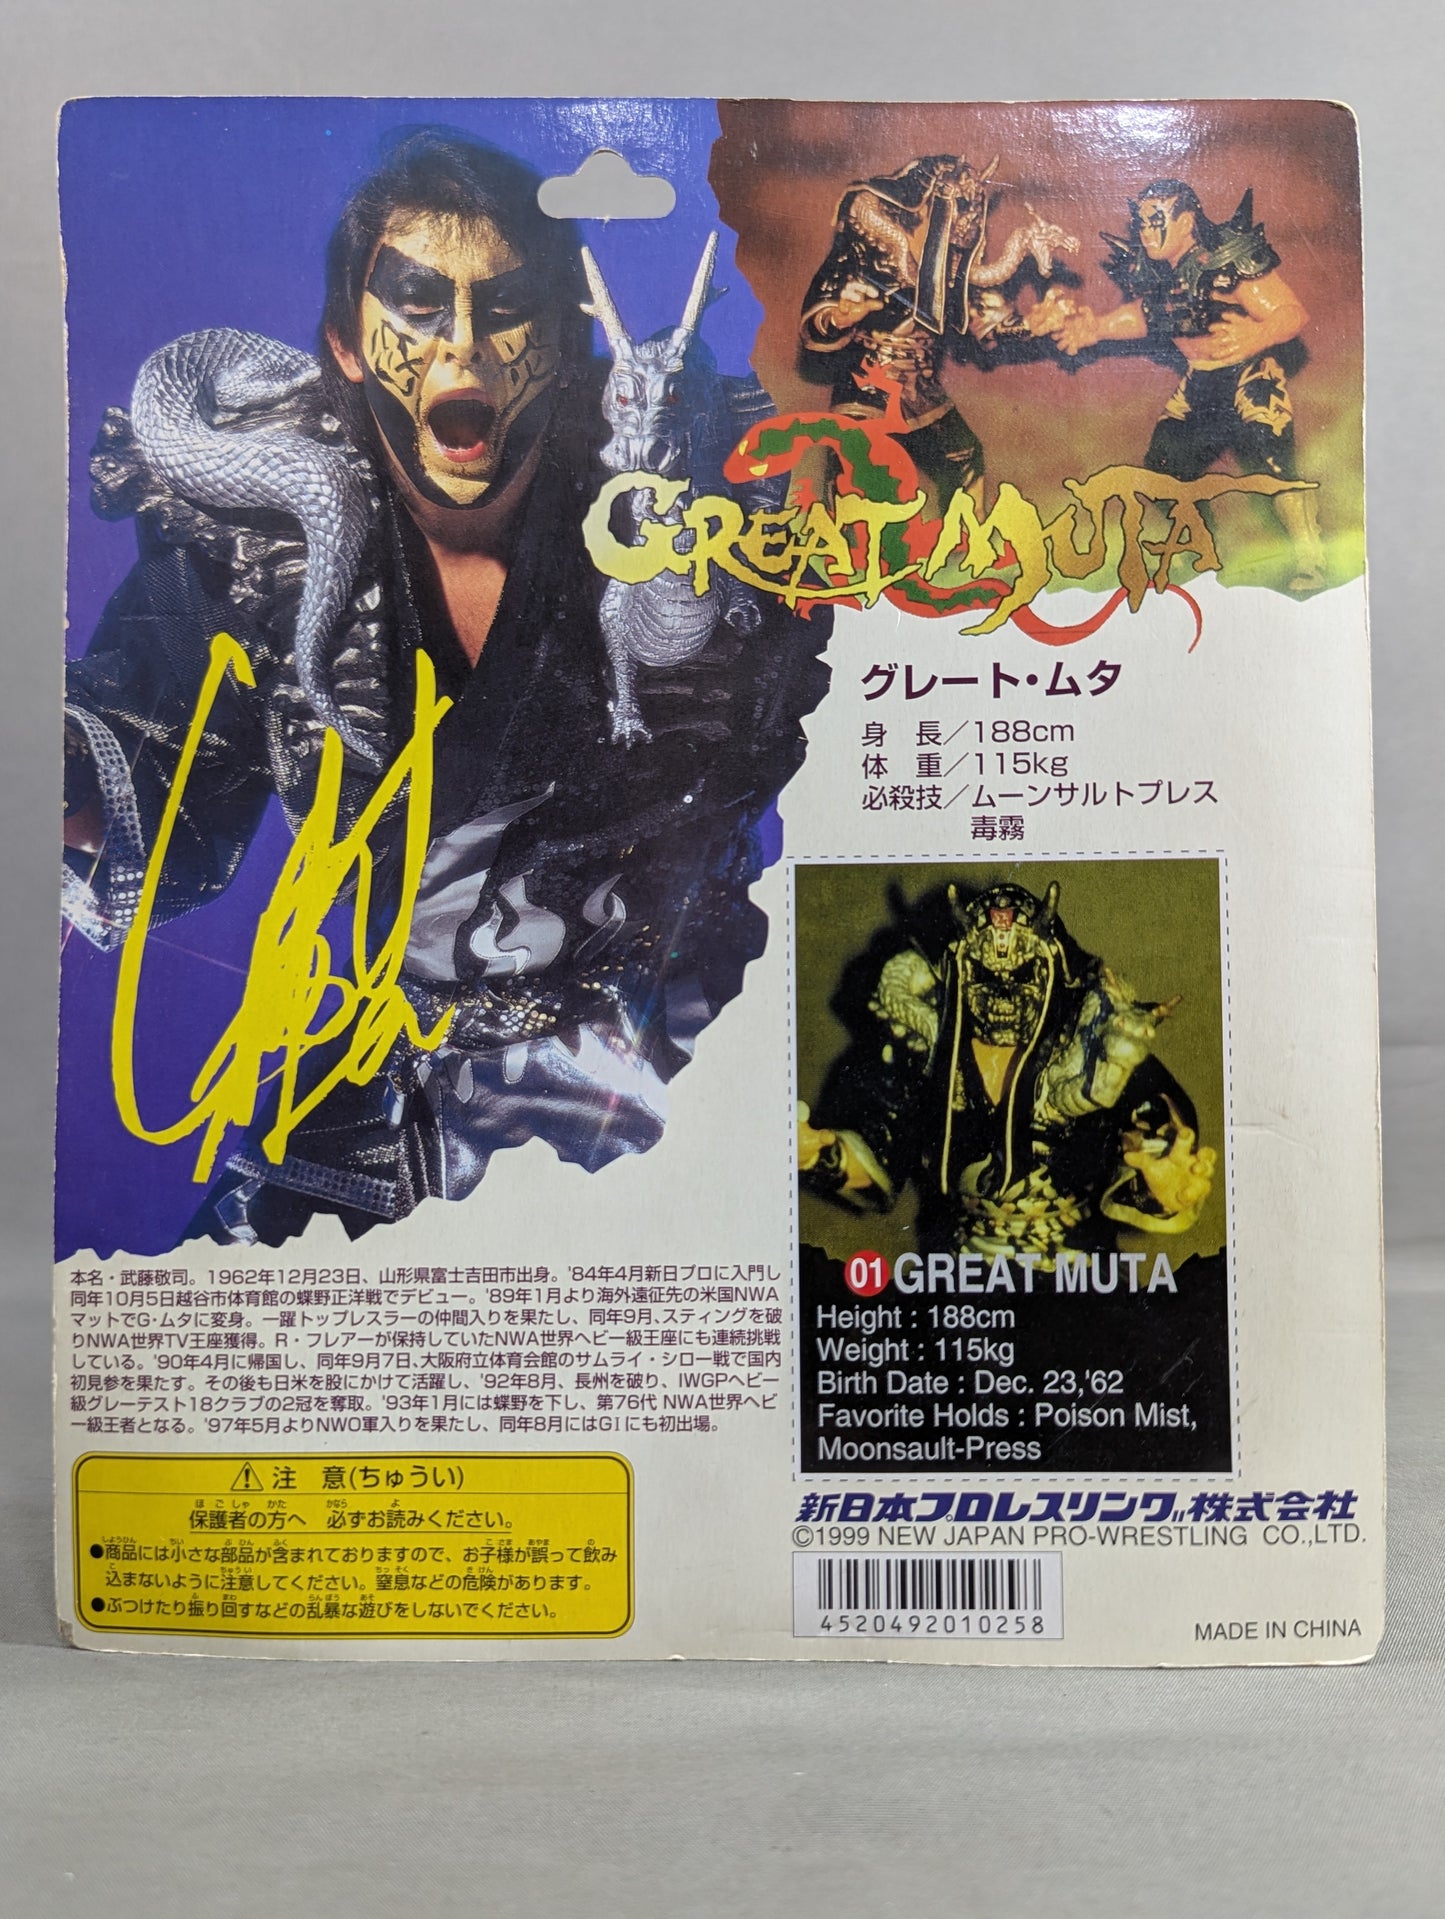 GREAT MUTA
グレート・ムタ
身 長／188cm
体 重／115kg
必殺技／ムーンサルトプレス
毒霧
01 GREAT MUTA
Height : 188cm
Weight : 115kg
Birth Date : Dec. 23,'62
Favorite Holds : Poison Mist,
Moonsault-Press
本名・武藤敬司。1962年12月23日、山形県富士吉田市出身。'84年4月新日プロに入門し
同年10月5日越谷市体育館の蝶野正洋戦でデビュー。'89年1月より海外遠征先の米国NWA
マットでG・ムタに変身。一躍トップレスラーの仲間入りを果たし、同年9月、スティングを破
りNWA世界TV王座獲得。R・フレアーが保持していたNWA世界ヘビー級王座にも連続挑戦
している。'90年4月に帰国し、同年9月7日、大阪府立体育会館のサムライ・シロー戦で国内
初見参を果たす。その後も日米を股にかけて活躍し、'92年8月、長州を破り、IWGPヘビー
級グレーテスト18クラブの2冠を奪取。'93年1月には蝶野を下し、第76代 NWA世界ヘビ
ー級王者となる。'97年5月よりNWO軍入りを果たし、同年8月にはGIにも初出場。
注 意(ちゅうい)
保護者の方へ 必ずお読みください。
●商品には小さな部品が含まれておりますので、お子様が誤って飲み
込まないように注意してください。窒息などの危険があります。
●ぶつけたり振り回すなどの乱暴な遊びをしないでください。
新日本プロレスリング株式会社
©1999 NEW JAPAN PRO-WRESTLING CO.,LTD.
4520492010258
MADE IN CHINA